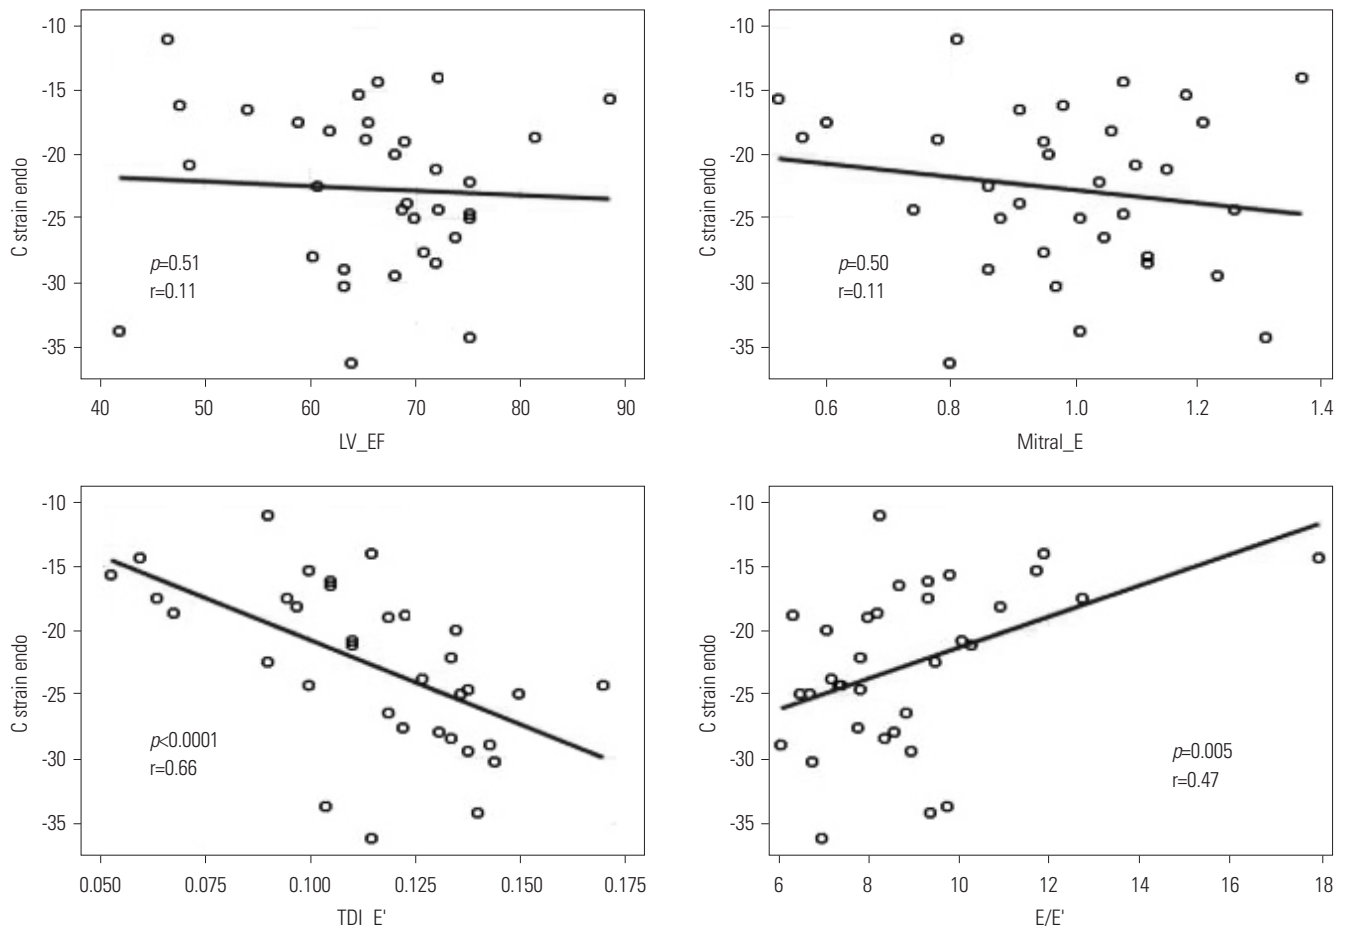 -10
-15
-20
-25
-30
-35
C strain endo
p=0.51
r=0.11
40 50 60 70 80 90
LV_EF
-10
-15
-20
-25
-30
-35
C strain endo
p=0.50
r=0.11
0.6 0.8 1.0 1.2 1.4
Mitral_E
-10
-15
-20
-25
-30
-35
C strain endo
p<0.0001
r=0.66
0.050 0.075 0.100 0.125 0.150 0.175
TDI_E'
-10
-15
-20
-25
-30
-35
C strain endo
p=0.005
r=0.47
6 8 10 12 14 16 18
E/E'